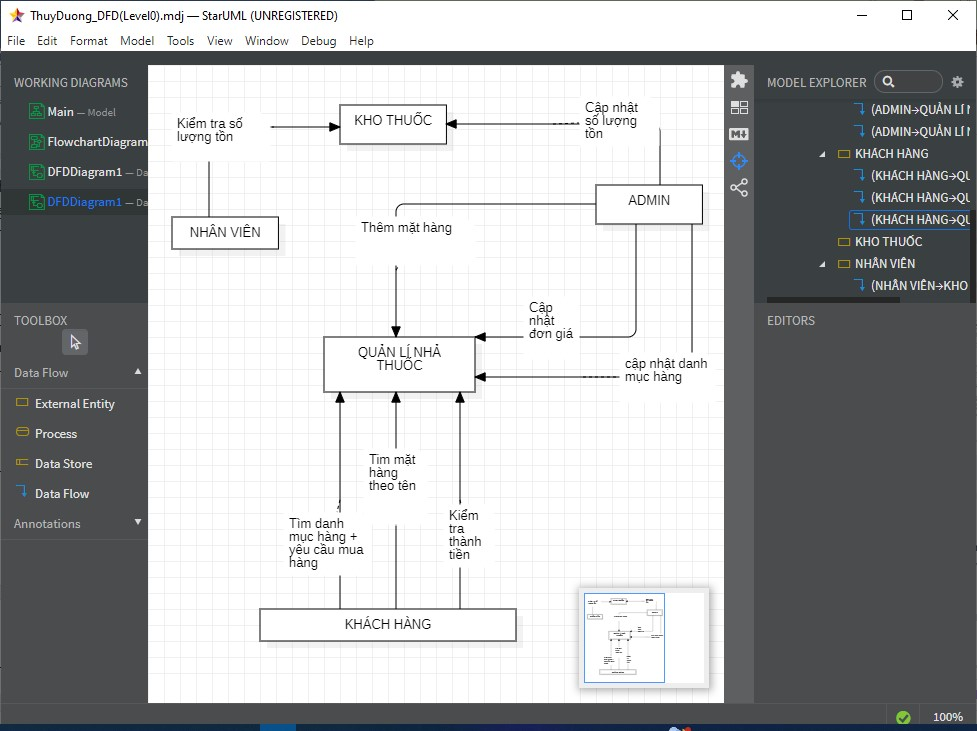 ThuyDuong_DFD(Level0).mdj — StarUML (UNREGISTERED)
File Edit Format Model Tools View Window Debug Help
WORKING DIAGRAMS
Main — Model
FlowchartDiagram
DFDDiagram1 — Da
DFDDiagram1 — Da
TOOLBOX
Data Flow
External Entity
Process
Data Store
Data Flow
Annotations
Kiểm tra số
lượng tồn
KHO THUỐC
Cập nhật
số lượng
tồn
NHÂN VIÊN
ADMIN
Thêm mặt hàng
Cập
nhật
đơn giá
QUẢN LÍ NHÀ
THUỐC
cập nhật danh
mục hàng
Tìm mặt
hàng
theo tên
Tìm danh
mục hàng +
yêu cầu mua
hàng
Kiểm
tra
thành
tiền
KHÁCH HÀNG
MODEL EXPLORER
(ADMIN→QUẢN LÍ N
(ADMIN→QUẢN LÍ N
KHÁCH HÀNG
(KHÁCH HÀNG→QU
(KHÁCH HÀNG→QU
(KHÁCH HÀNG→QU
KHO THUỐC
NHÂN VIÊN
(NHÂN VIÊN→KHO
EDITORS
100%